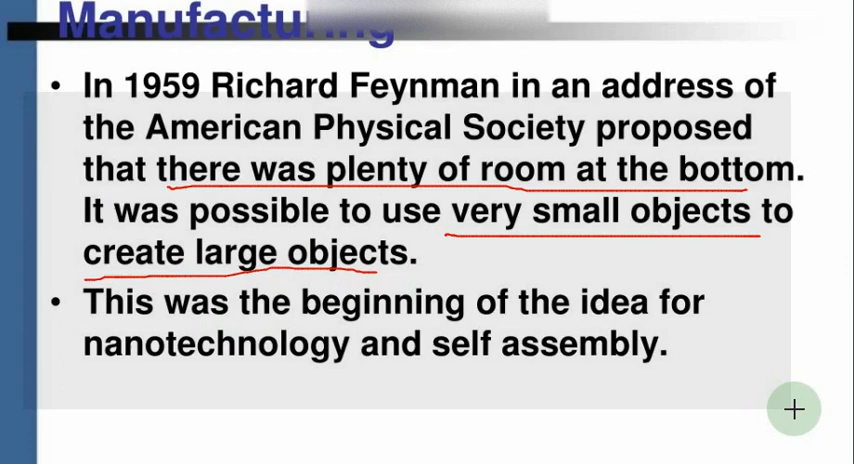 Manufacturing
• In 1959 Richard Feynman in an address of
the American Physical Society proposed
that there was plenty of room at the bottom.
It was possible to use very small objects to
create large objects.
• This was the beginning of the idea for
nanotechnology and self assembly.